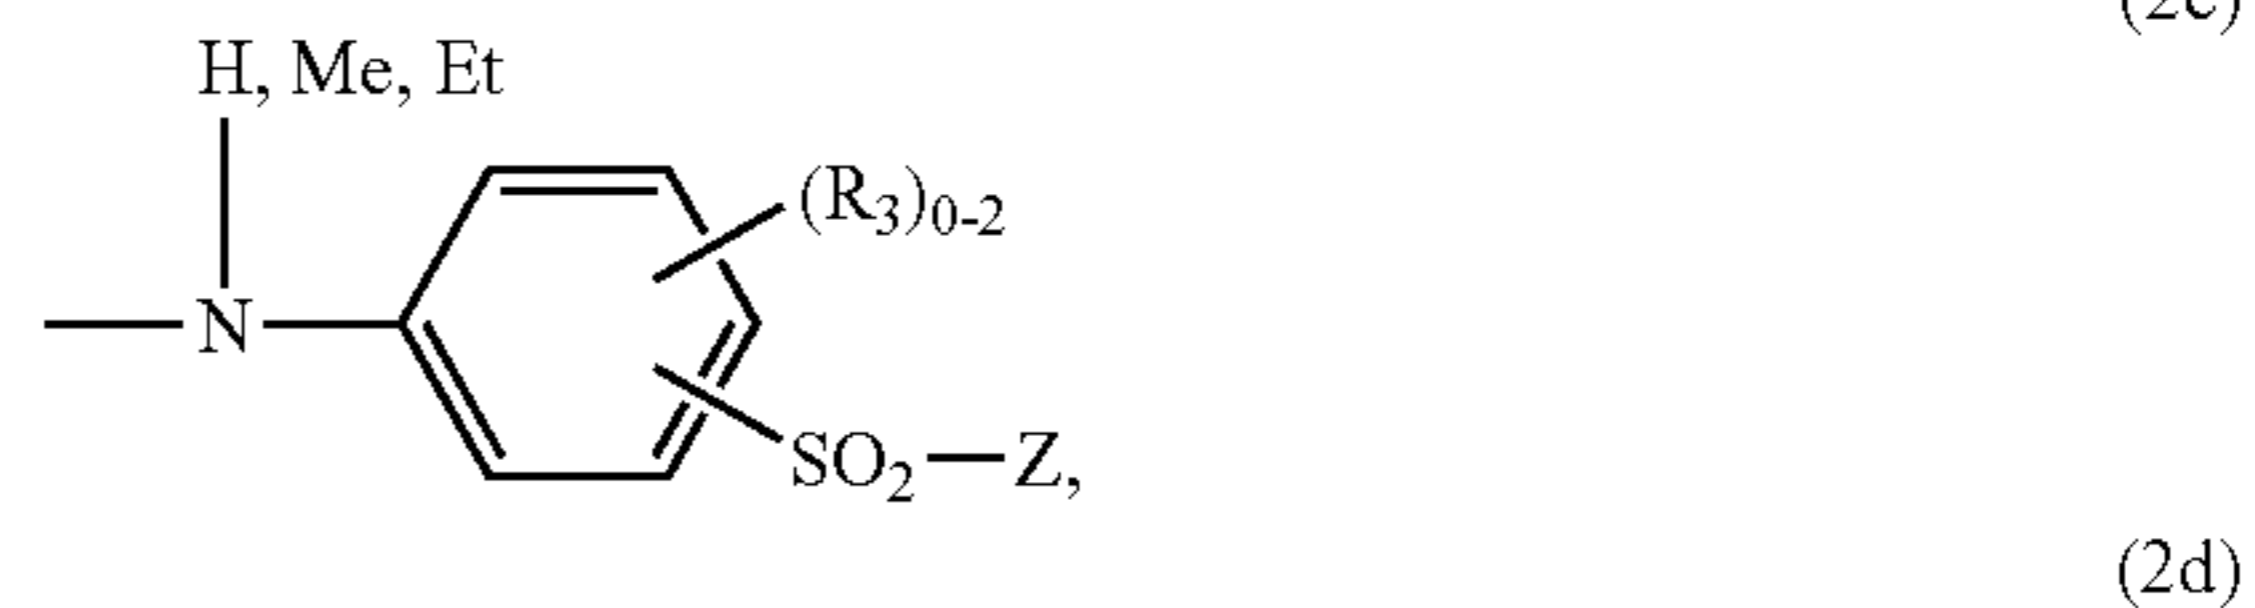 (2c)
H, Me, Et
(R₃)₀₋₂
N
SO₂—Z,
(2d)